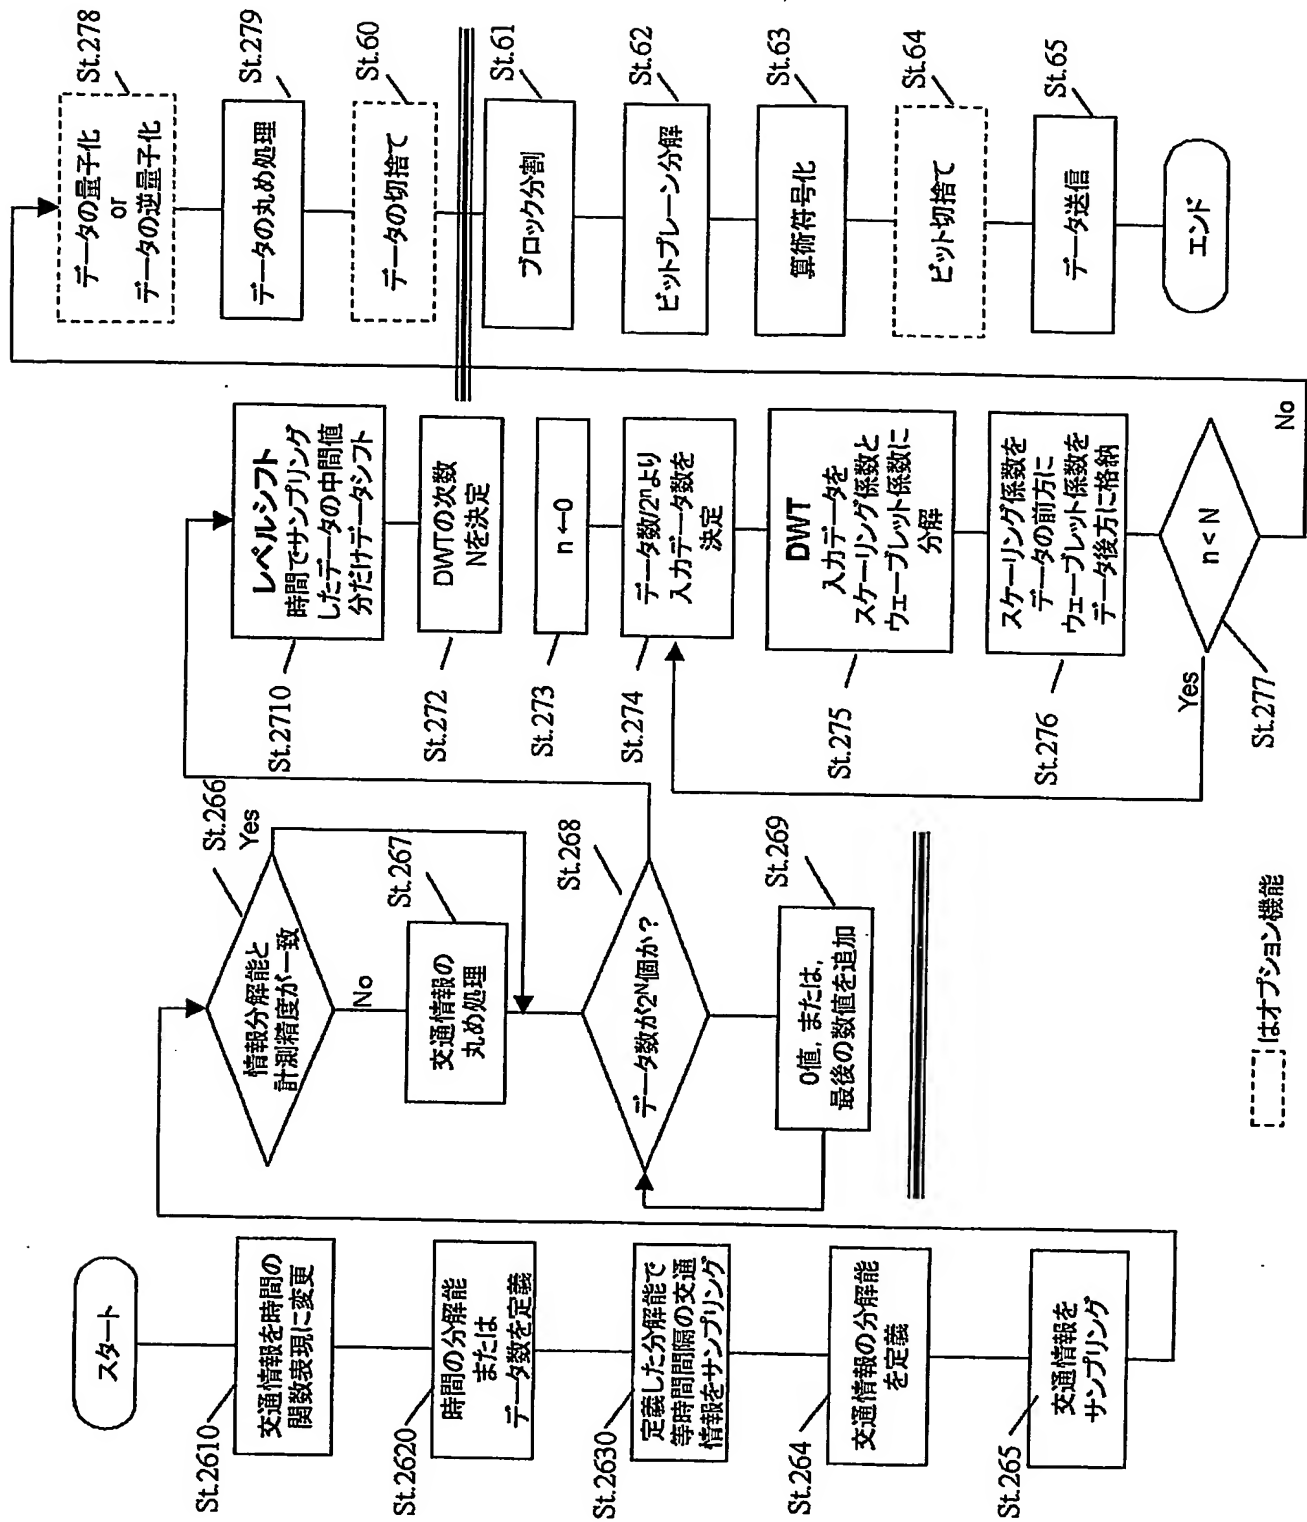 スタート
St.2610
交通情報を時間の
関数表現に変更
St.2620
時間の分解能
または
データ数を定義
St.2630
定義した分解能で
等時間間隔の交通
情報をサンプリング
St.264
交通情報の分解能
を定義
St.265
交通情報を
サンプリング
St.266
情報分解能と
計測精度が一致
Yes
No
St.267
交通情報の
丸め処理
St.268
データ数が2ᴺ個か?
St.269
0値,または,
最後の数値を追加
St.2710
レベルシフト
時間でサンプリング
したデータの中間値
分だけデータシフト
St.272
DWTの次数
Nを決定
St.273
n←0
St.274
データ数/2ⁿより
入力データ数を
決定
St.275
DWT
入力データを
スケーリング係数と
ウェーブレット係数に
分解
St.276
スケーリング係数を
データの前方に
ウェーブレット係数を
データ後方に格納
St.277
n<N
Yes
No
St.278
データの量子化
or
データの逆量子化
St.279
データの丸め処理
St.60
データの切捨て
St.61
ブロック分割
St.62
ビットプレーン分解
St.63
算術符号化
St.64
ビット切捨て
St.65
データ送信
エンド
はオプション機能